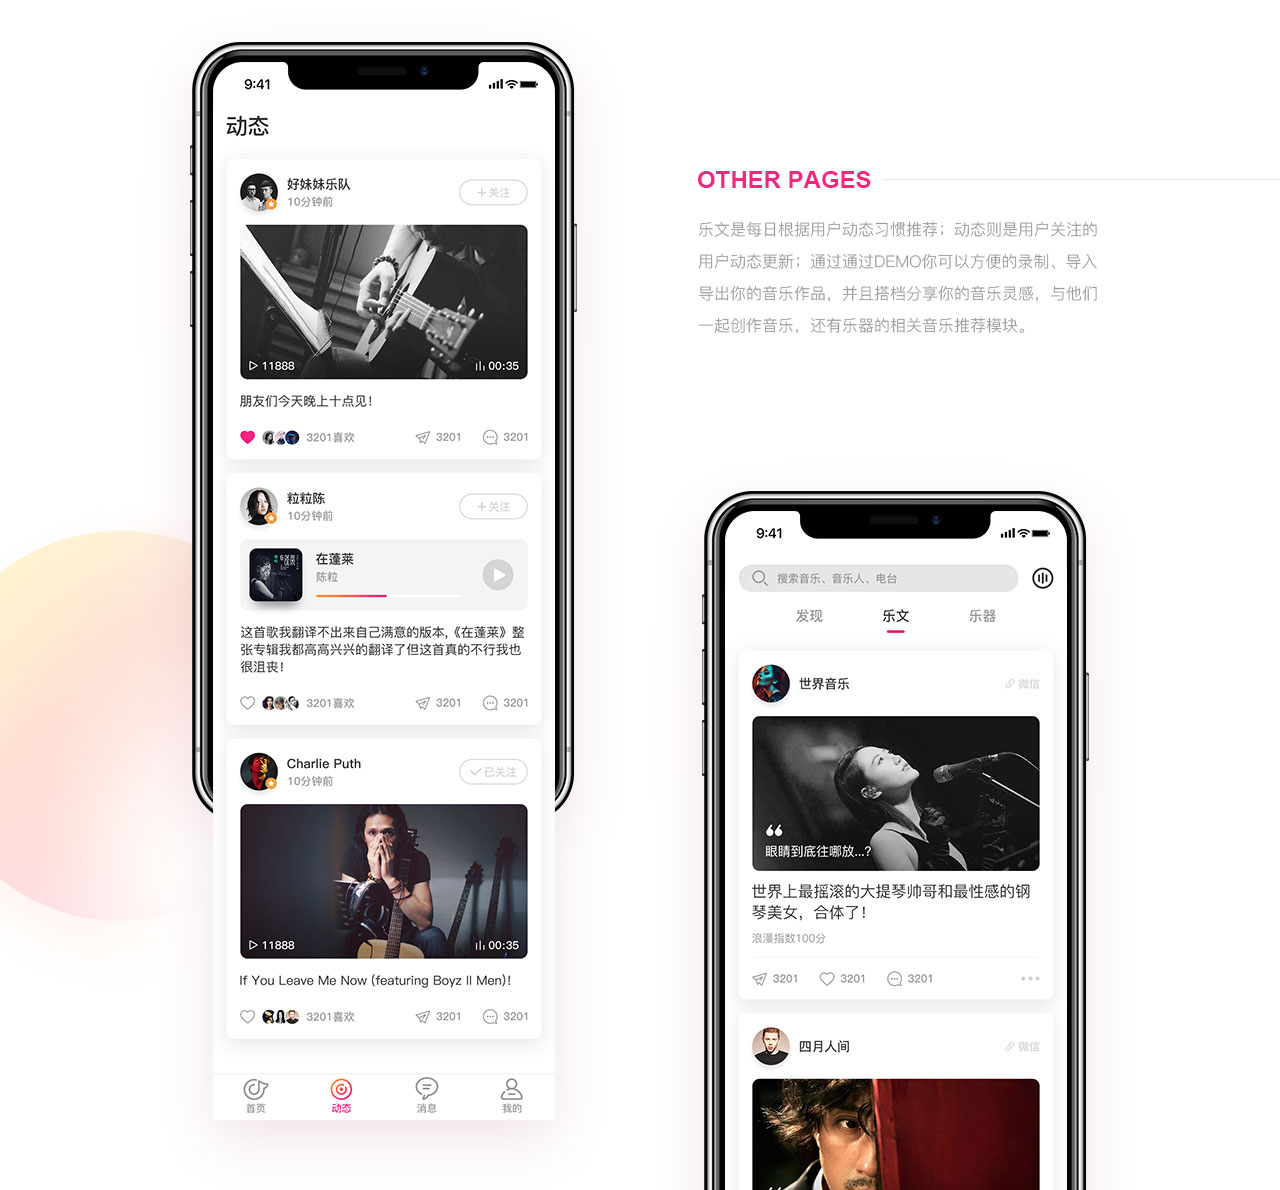 9:41
动态
好妹妹乐队
10分钟前
+ 关注
11888
00:35
朋友们今天晚上十点见!
3201喜欢
3201
3201
粒粒陈
10分钟前
+ 关注
在蓬莱
陈粒
这首歌我翻译不出来自己满意的版本,《在蓬莱》整
张专辑我都高高兴兴的翻译了但这首真的不行我也
很沮丧!
3201喜欢
3201
3201
Charlie Puth
10分钟前
已关注
11888
00:35
If You Leave Me Now (featuring Boyz II Men)!
3201喜欢
3201
3201
首页
动态
消息
我的
OTHER PAGES
乐文是每日根据用户动态习惯推荐；动态则是用户关注的
用户动态更新；通过通过DEMO你可以方便的录制、导入
导出你的音乐作品，并且搭档分享你的音乐灵感，与他们
一起创作音乐，还有乐器的相关音乐推荐模块。
9:41
搜索音乐、音乐人、电台
发现
乐文
乐器
世界音乐
微信
眼睛到底往哪放...?
世界上最摇滚的大提琴帅哥和最性感的钢
琴美女，合体了!
浪漫指数100分
3201
3201
3201
四月人间
微信